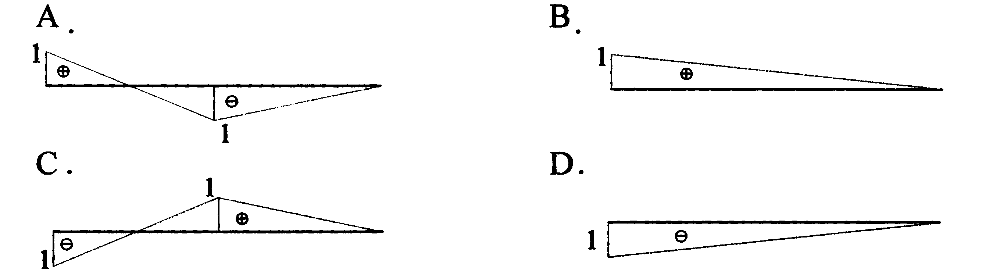 A. B.
1 ⊕ 1 ⊕
⊖
1
C. D.
1
⊕
⊖ ⊖
1 1